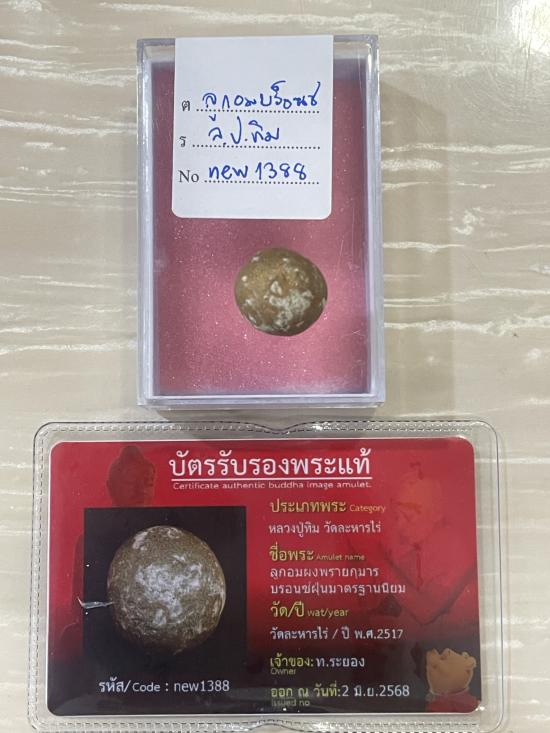 ต ลูกอมบร็อนซ์
ร ล.ป.ทิม
No new 1388
บัตรรับรองพระแท้
Certificate authentic buddha image amulet.
ประเภทพระ Category
หลวงปู่ทิม วัดละหารไร่
ชื่อพระ Amulet name
ลูกอมผงพรายกุมาร
บรอนซ์ฝุ่นมาตรฐานนิยม
วัด/ปี wat/year
วัดละหารไร่ / ปี พ.ศ.2517
เจ้าของ: ท.ระยอง
Owner
ออก ณ วันที่:2 มิ.ย.2568
Issued no
รหัส/Code : new1388